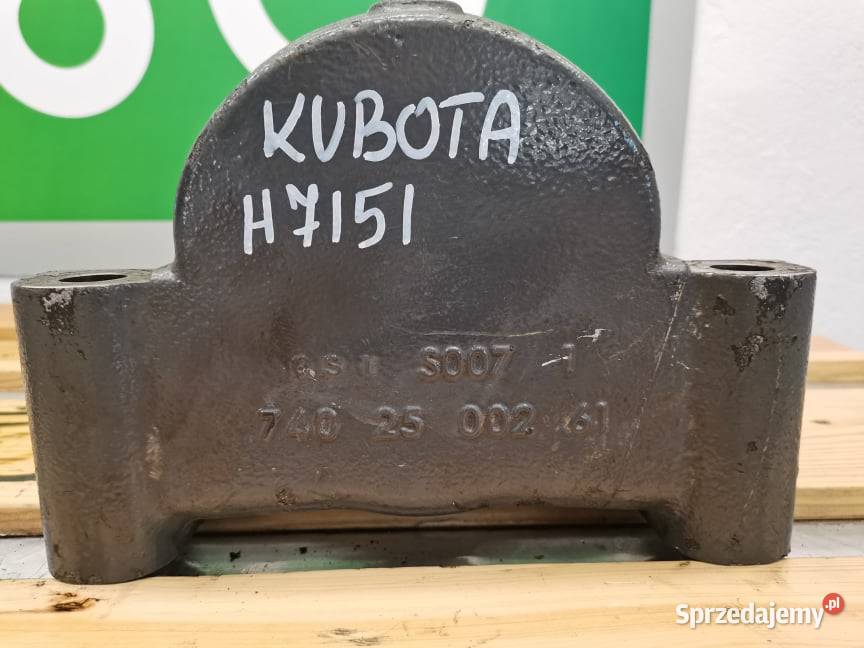 KUBOTA
H7151
S007 1
740 25 002 61
Sprzedajemy.pl